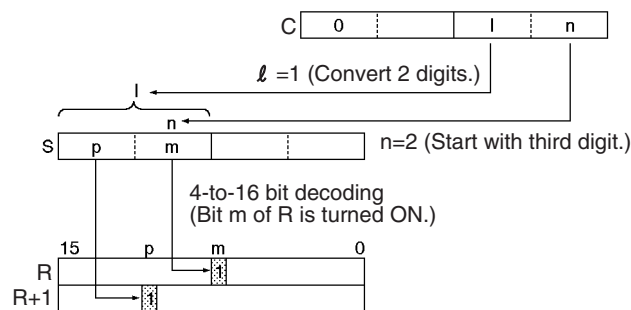 C 0 l n
ℓ =1 (Convert 2 digits.)
l
n
n=2 (Start with third digit.)
S p m
4-to-16 bit decoding
(Bit m of R is turned ON.)
15 p m 0
R 1
R+1 1